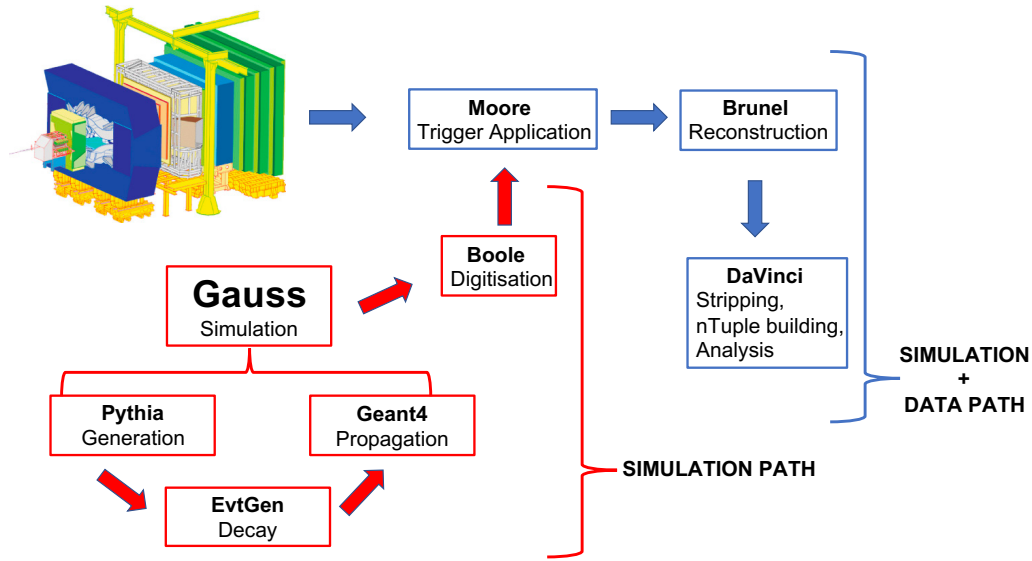 Moore
Trigger Application
Brunel
Reconstruction
Boole
Digitisation
DaVinci
Stripping,
nTuple building,
Analysis
Gauss
Simulation
SIMULATION
+
DATA PATH
Pythia
Generation
Geant4
Propagation
SIMULATION PATH
EvtGen
Decay